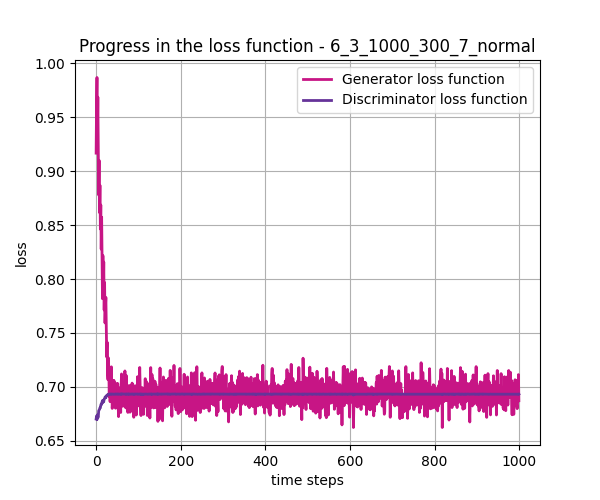 Progress in the loss function - 6_3_1000_300_7_normal
Generator loss function
Discriminator loss function
1.00
0.95
0.90
0.85
0.80
0.75
0.70
0.65
loss
0 200 400 600 800 1000
time steps